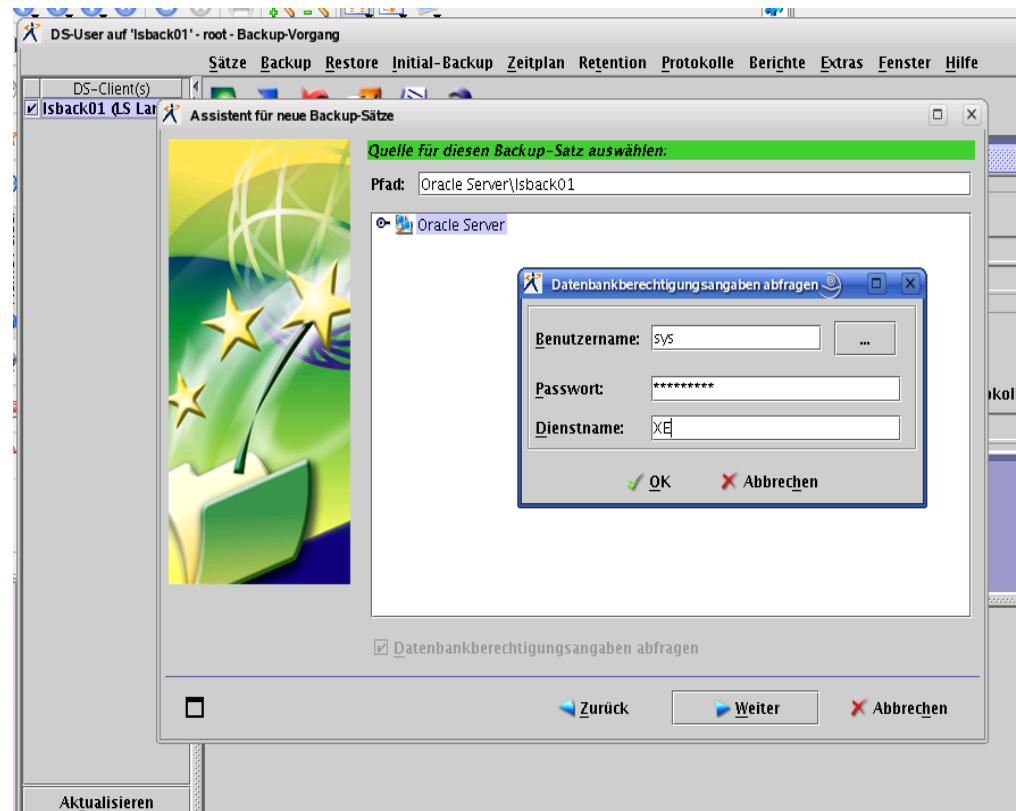 DS-User auf 'lsback01' - root - Backup-Vorgang
Sätze Backup Restore Initial-Backup Zeitplan Retention Protokolle Berichte Extras Fenster Hilfe
DS-Client(s)
lsback01 (LS Lan
Assistent für neue Backup-Sätze
Quelle für diesen Backup-Satz auswählen:
Pfad: Oracle Server\lsback01
Oracle Server
Datenbankberechtigungsangaben abfragen
Benutzername: sys ...
Passwort: *********
Dienstname: XE
OK Abbrechen
Datenbankberechtigungsangaben abfragen
Zurück Weiter Abbrechen
Aktualisieren